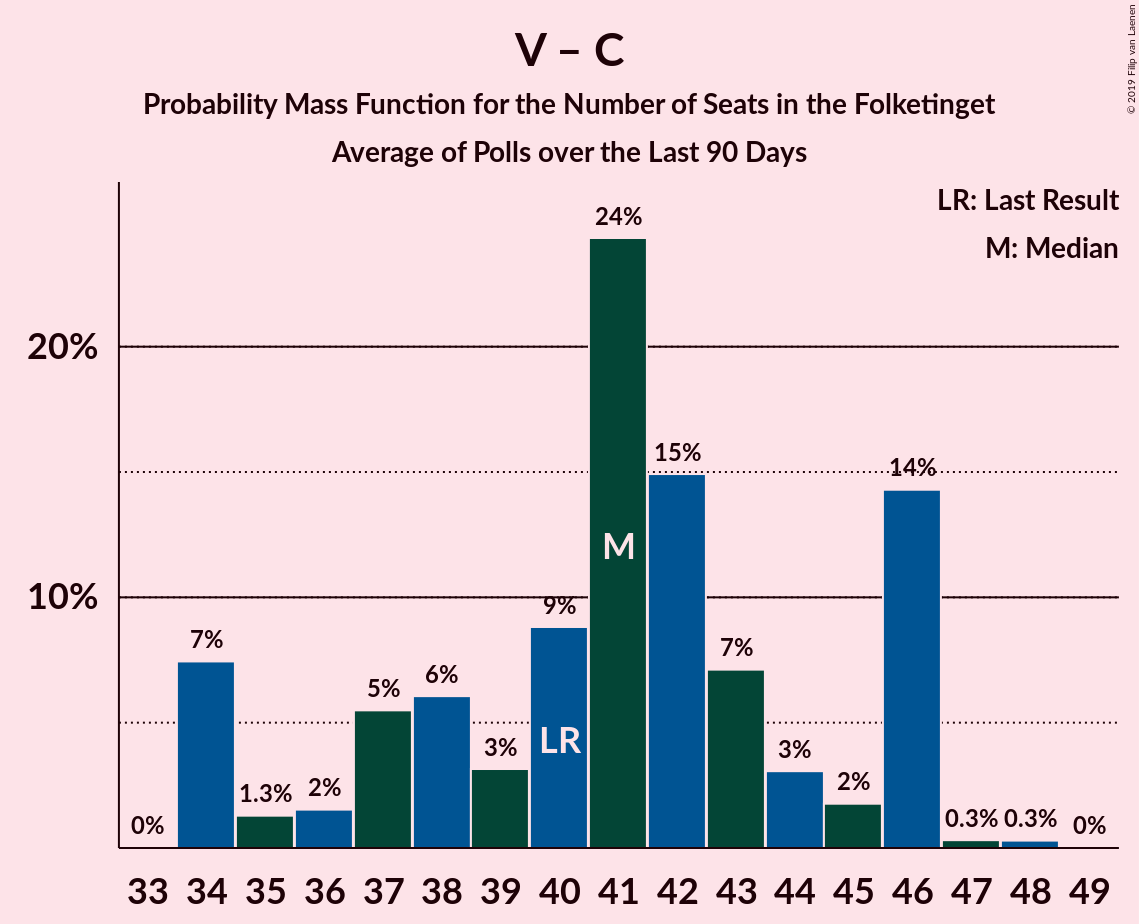 V – C
Probability Mass Function for the Number of Seats in the Folketinget
Average of Polls over the Last 90 Days
© 2019 Filip van Laenen
LR: Last Result
M: Median
20%
10%
0%
7%
1.3%
2%
5%
6%
3%
9%
24%
15%
7%
3%
2%
14%
0.3%
0.3%
0%
LR
M
33 34 35 36 37 38 39 40 41 42 43 44 45 46 47 48 49